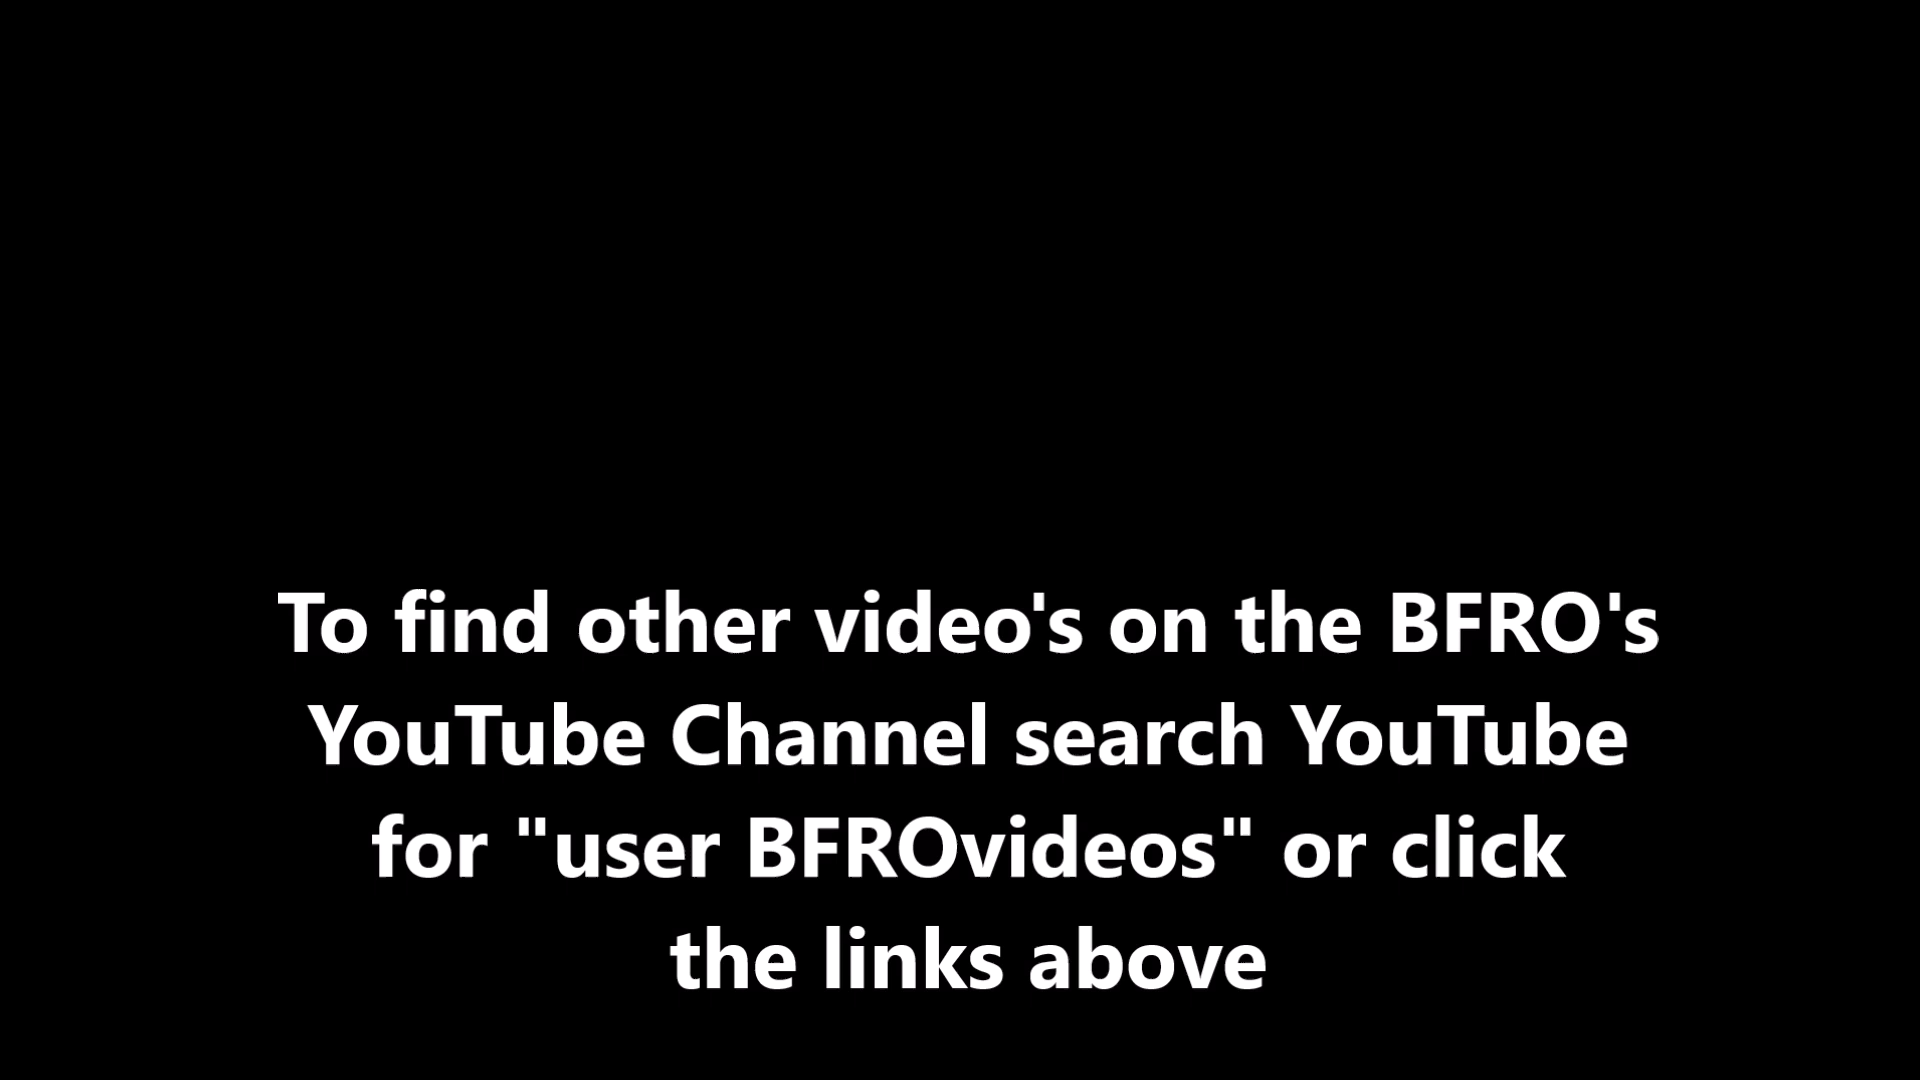 To find other video's on the BFRO's
YouTube Channel search YouTube
for "user BFROvideos" or click
the links above